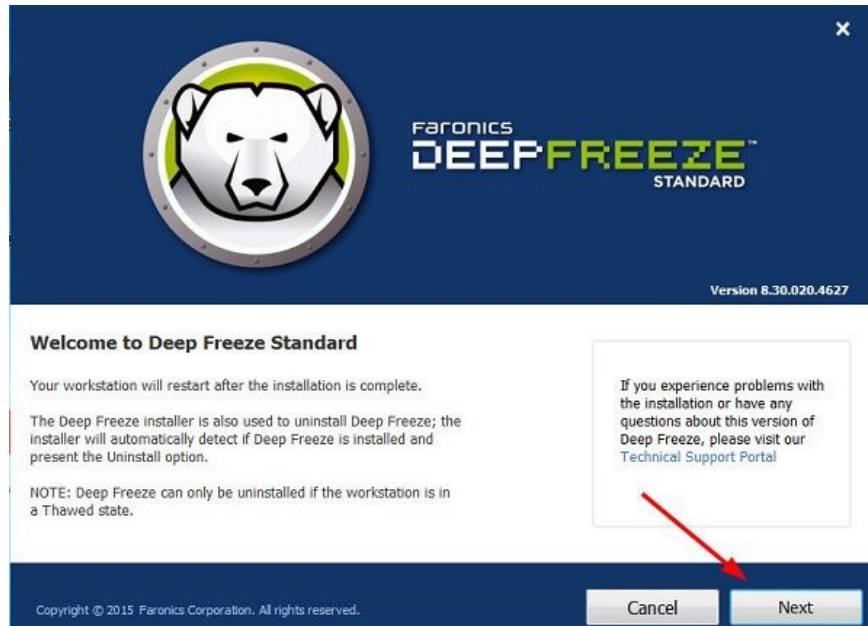 Faronics
DEEPFREEZE™
STANDARD
Version 8.30.020.4627
Welcome to Deep Freeze Standard
Your workstation will restart after the installation is complete.
The Deep Freeze installer is also used to uninstall Deep Freeze; the
installer will automatically detect if Deep Freeze is installed and
present the Uninstall option.
NOTE: Deep Freeze can only be uninstalled if the workstation is in
a Thawed state.
If you experience problems with
the installation or have any
questions about this version of
Deep Freeze, please visit our
Technical Support Portal
Copyright © 2015 Faronics Corporation. All rights reserved.
Cancel
Next